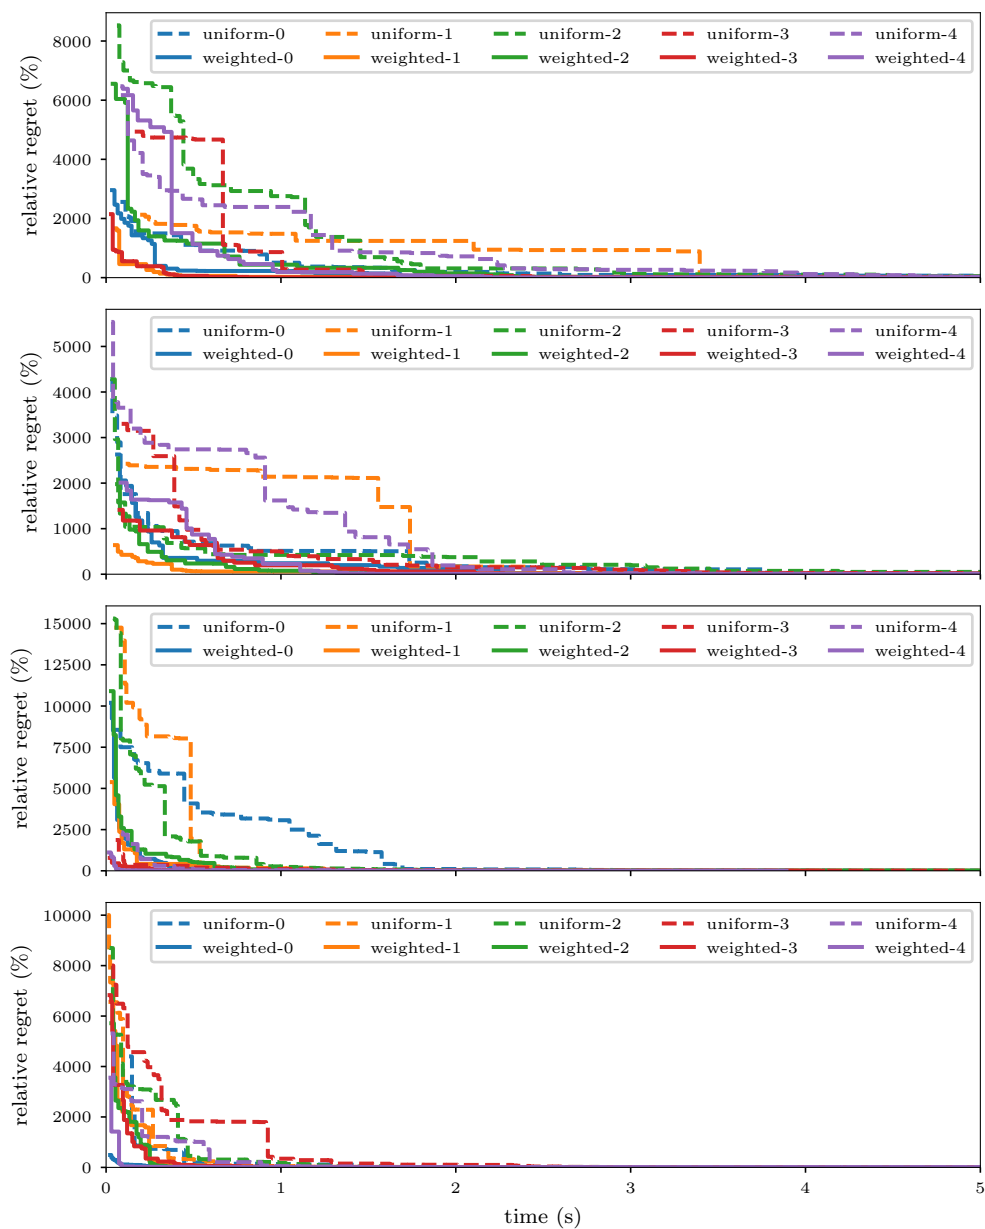 uniform-0 uniform-1 uniform-2 uniform-3 uniform-4
weighted-0 weighted-1 weighted-2 weighted-3 weighted-4
8000
6000
4000
2000
0
relative regret (%)
uniform-0 uniform-1 uniform-2 uniform-3 uniform-4
weighted-0 weighted-1 weighted-2 weighted-3 weighted-4
5000
4000
3000
2000
1000
0
relative regret (%)
uniform-0 uniform-1 uniform-2 uniform-3 uniform-4
weighted-0 weighted-1 weighted-2 weighted-3 weighted-4
15000
12500
10000
7500
5000
2500
0
relative regret (%)
uniform-0 uniform-1 uniform-2 uniform-3 uniform-4
weighted-0 weighted-1 weighted-2 weighted-3 weighted-4
10000
8000
6000
4000
2000
0
relative regret (%)
0 1 2 3 4 5
time (s)